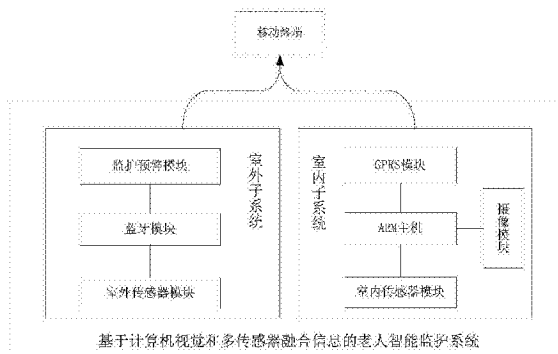 移动终端
监护预警模块
蓝牙模块
室外传感器模块
室外子系统
室内子系统
GPRS模块
ARM主机
室内传感器模块
摄像模块
基于计算机视觉和多传感器融合信息的老人智能监护系统